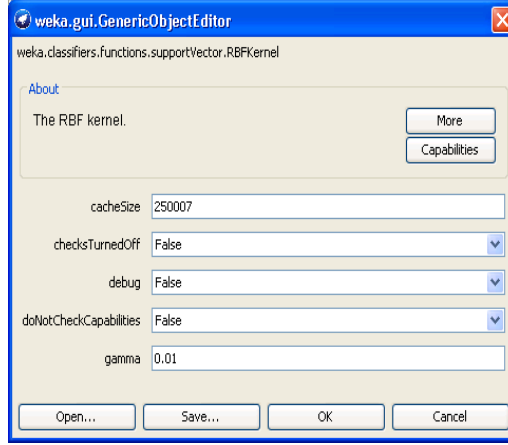 weka.gui.GenericObjectEditor
weka.classifiers.functions.supportVector.RBFKernel
About
The RBF kernel.
More
Capabilities
cacheSize 250007
checksTurnedOff False
debug False
doNotCheckCapabilities False
gamma 0.01
Open... Save... OK Cancel